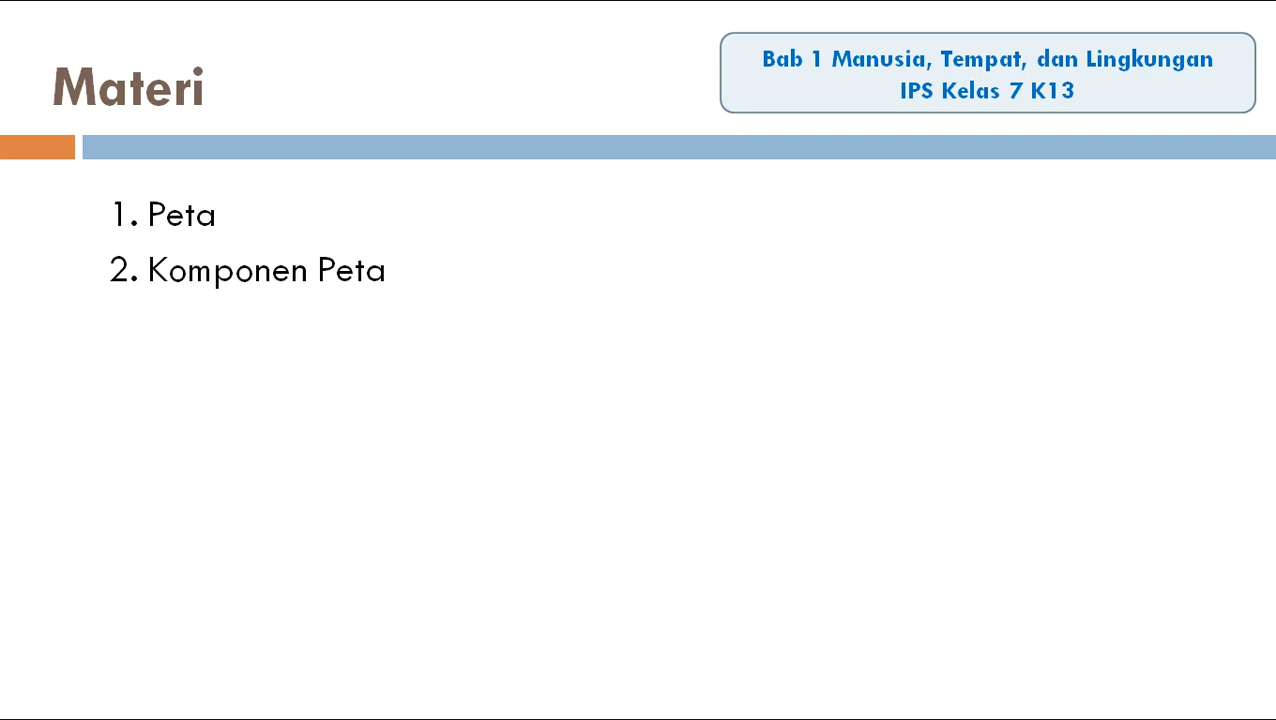 Materi
Bab 1 Manusia, Tempat, dan Lingkungan
IPS Kelas 7 K13
1. Peta
2. Komponen Peta